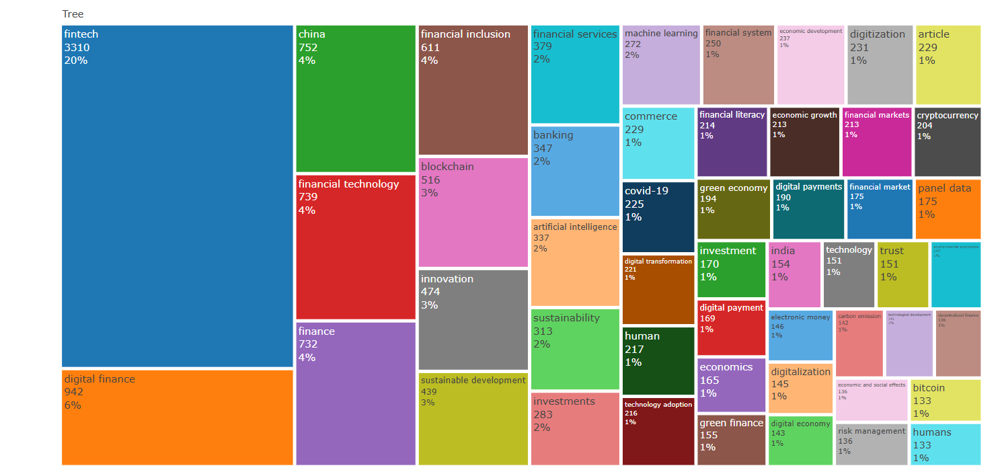 Tree
fintech
3310
20%
digital finance
942
6%
china
752
4%
financial technology
739
4%
finance
732
4%
financial inclusion
611
4%
blockchain
516
3%
innovation
474
3%
sustainable development
439
3%
financial services
379
2%
banking
347
2%
artificial intelligence
337
2%
sustainability
313
2%
investments
283
2%
machine learning
272
2%
financial system
250
1%
economic development
237
1%
digitization
231
1%
article
229
1%
commerce
229
1%
covid-19
225
1%
digital transformation
221
1%
human
217
1%
technology adoption
216
1%
financial literacy
214
1%
economic growth
213
1%
financial markets
213
1%
cryptocurrency
204
1%
green economy
194
1%
digital payments
190
1%
financial market
175
1%
panel data
175
1%
investment
170
1%
digital payment
169
1%
economics
165
1%
green finance
155
1%
india
154
1%
technology
151
1%
trust
151
1%
environmental economics
147
1%
electronic money
146
1%
digitalization
145
1%
digital economy
143
1%
carbon emission
142
1%
technological development
141
1%
decentralised finance
136
1%
economic and social effects
136
1%
risk management
136
1%
bitcoin
133
1%
humans
133
1%